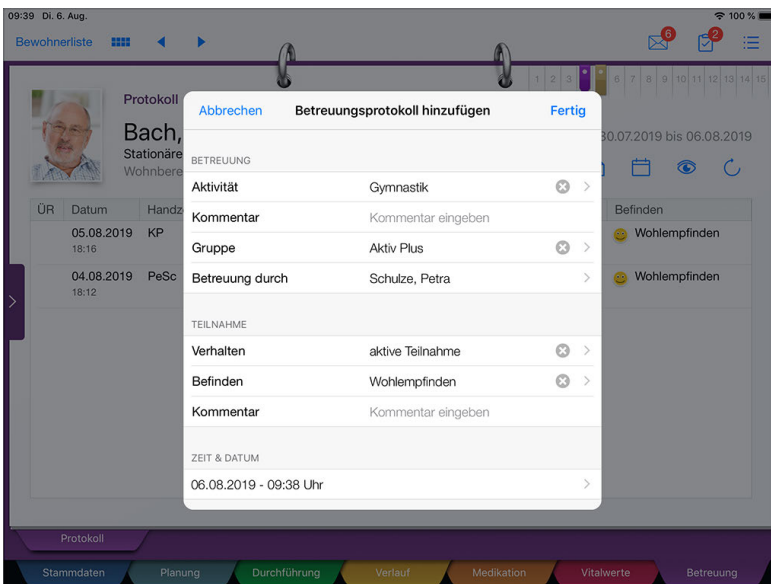 09:39 Di. 6. Aug. 100 %
Bewohnerliste 6 2
1 2 3 6 7 8 9 10 11 12 13 14 15
Protokoll
Bach,
Stationäre
Wohnbere
30.07.2019 bis 06.08.2019
ÜR Datum Handz Befinden
05.08.2019 KP Wohlempfinden
18:16
04.08.2019 PeSc Wohlempfinden
18:12
Abbrechen Betreuungsprotokoll hinzufügen Fertig
BETREUUNG
Aktivität Gymnastik
Kommentar Kommentar eingeben
Gruppe Aktiv Plus
Betreuung durch Schulze, Petra
TEILNAHME
Verhalten aktive Teilnahme
Befinden Wohlempfinden
Kommentar Kommentar eingeben
ZEIT & DATUM
06.08.2019 - 09:38 Uhr
Protokoll
Stammdaten Planung Durchführung Verlauf Medikation Vitalwerte Betreuung